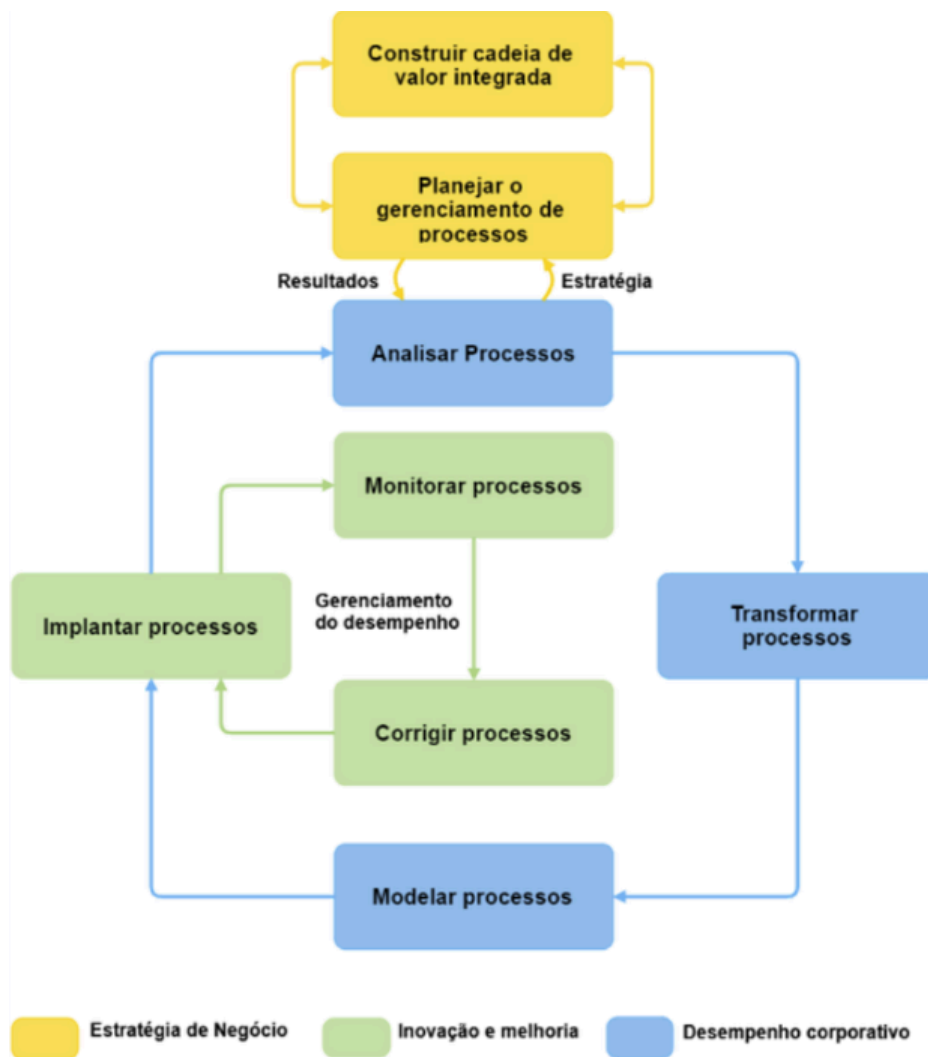 Construir cadeia de
valor integrada
Planejar o
gerenciamento de
processos
Resultados
Estratégia
Analisar Processos
Monitorar processos
Gerenciamento
do desempenho
Implantar processos
Transformar
processos
Corrigir processos
Modelar processos
Estratégia de Negócio
Inovação e melhoria
Desempenho corporativo